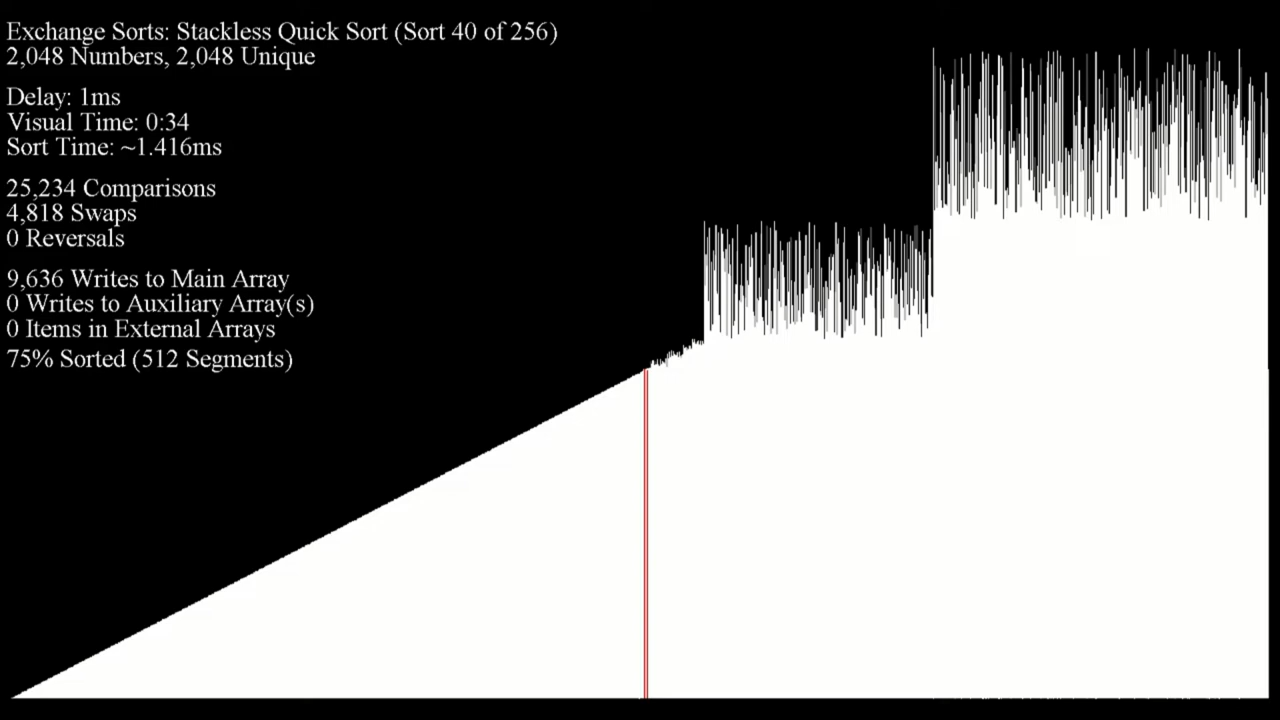 Exchange Sorts: Stackless Quick Sort (Sort 40 of 256)
2,048 Numbers, 2,048 Unique
Delay: 1ms
Visual Time: 0:34
Sort Time: ~1.416ms
25,234 Comparisons
4,818 Swaps
0 Reversals
9,636 Writes to Main Array
0 Writes to Auxiliary Array(s)
0 Items in External Arrays
75% Sorted (512 Segments)